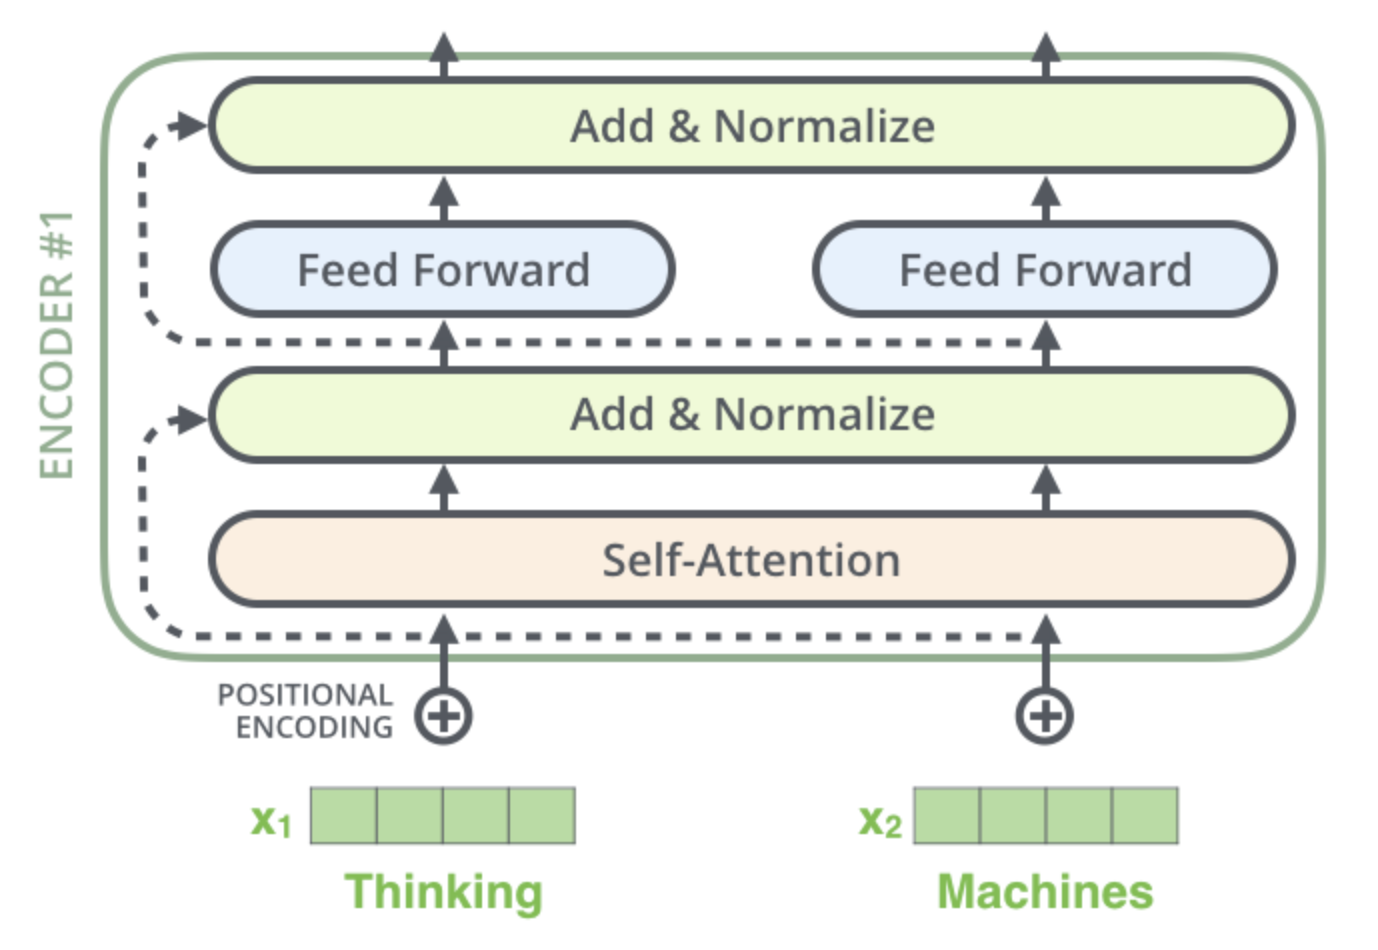 Add & Normalize
Feed Forward
Feed Forward
ENCODER #1
Add & Normalize
Self-Attention
POSITIONAL
ENCODING
x₁
x₂
Thinking
Machines